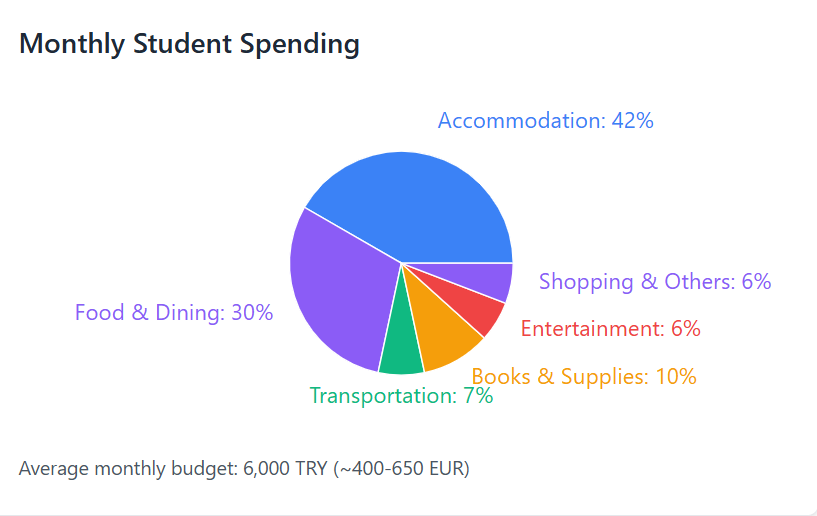 Monthly Student Spending
Accommodation: 42%
Shopping & Others: 6%
Food & Dining: 30%
Entertainment: 6%
Books & Supplies: 10%
Transportation: 7%
Average monthly budget: 6,000 TRY (~400-650 EUR)